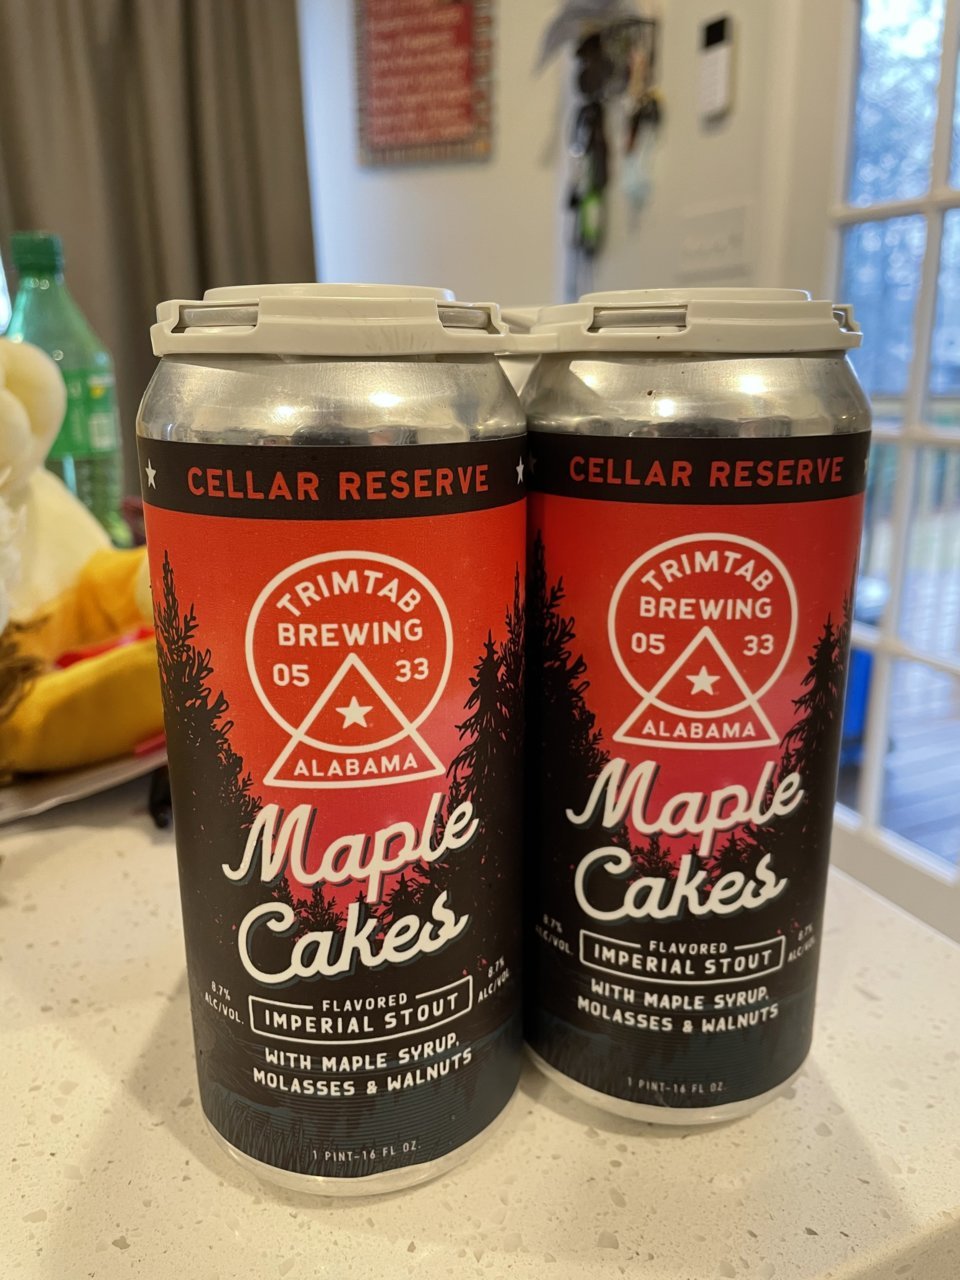 CELLAR RESERVE
TRIMTAB
BREWING
05 33
ALABAMA
Maple
Cakes
8.7%
ALC/VOL.
8.7%
ALC/VOL.
FLAVORED
IMPERIAL STOUT
WITH MAPLE SYRUP,
MOLASSES & WALNUTS
1 PINT-16 FL OZ.
CELLAR RESERVE
TRIMTAB
BREWING
05 33
ALABAMA
Maple
Cakes
8.7%
ALC/VOL.
8.7%
ALC/VOL.
FLAVORED
IMPERIAL STOUT
WITH MAPLE SYRUP,
MOLASSES & WALNUTS
1 PINT-16 FL OZ.